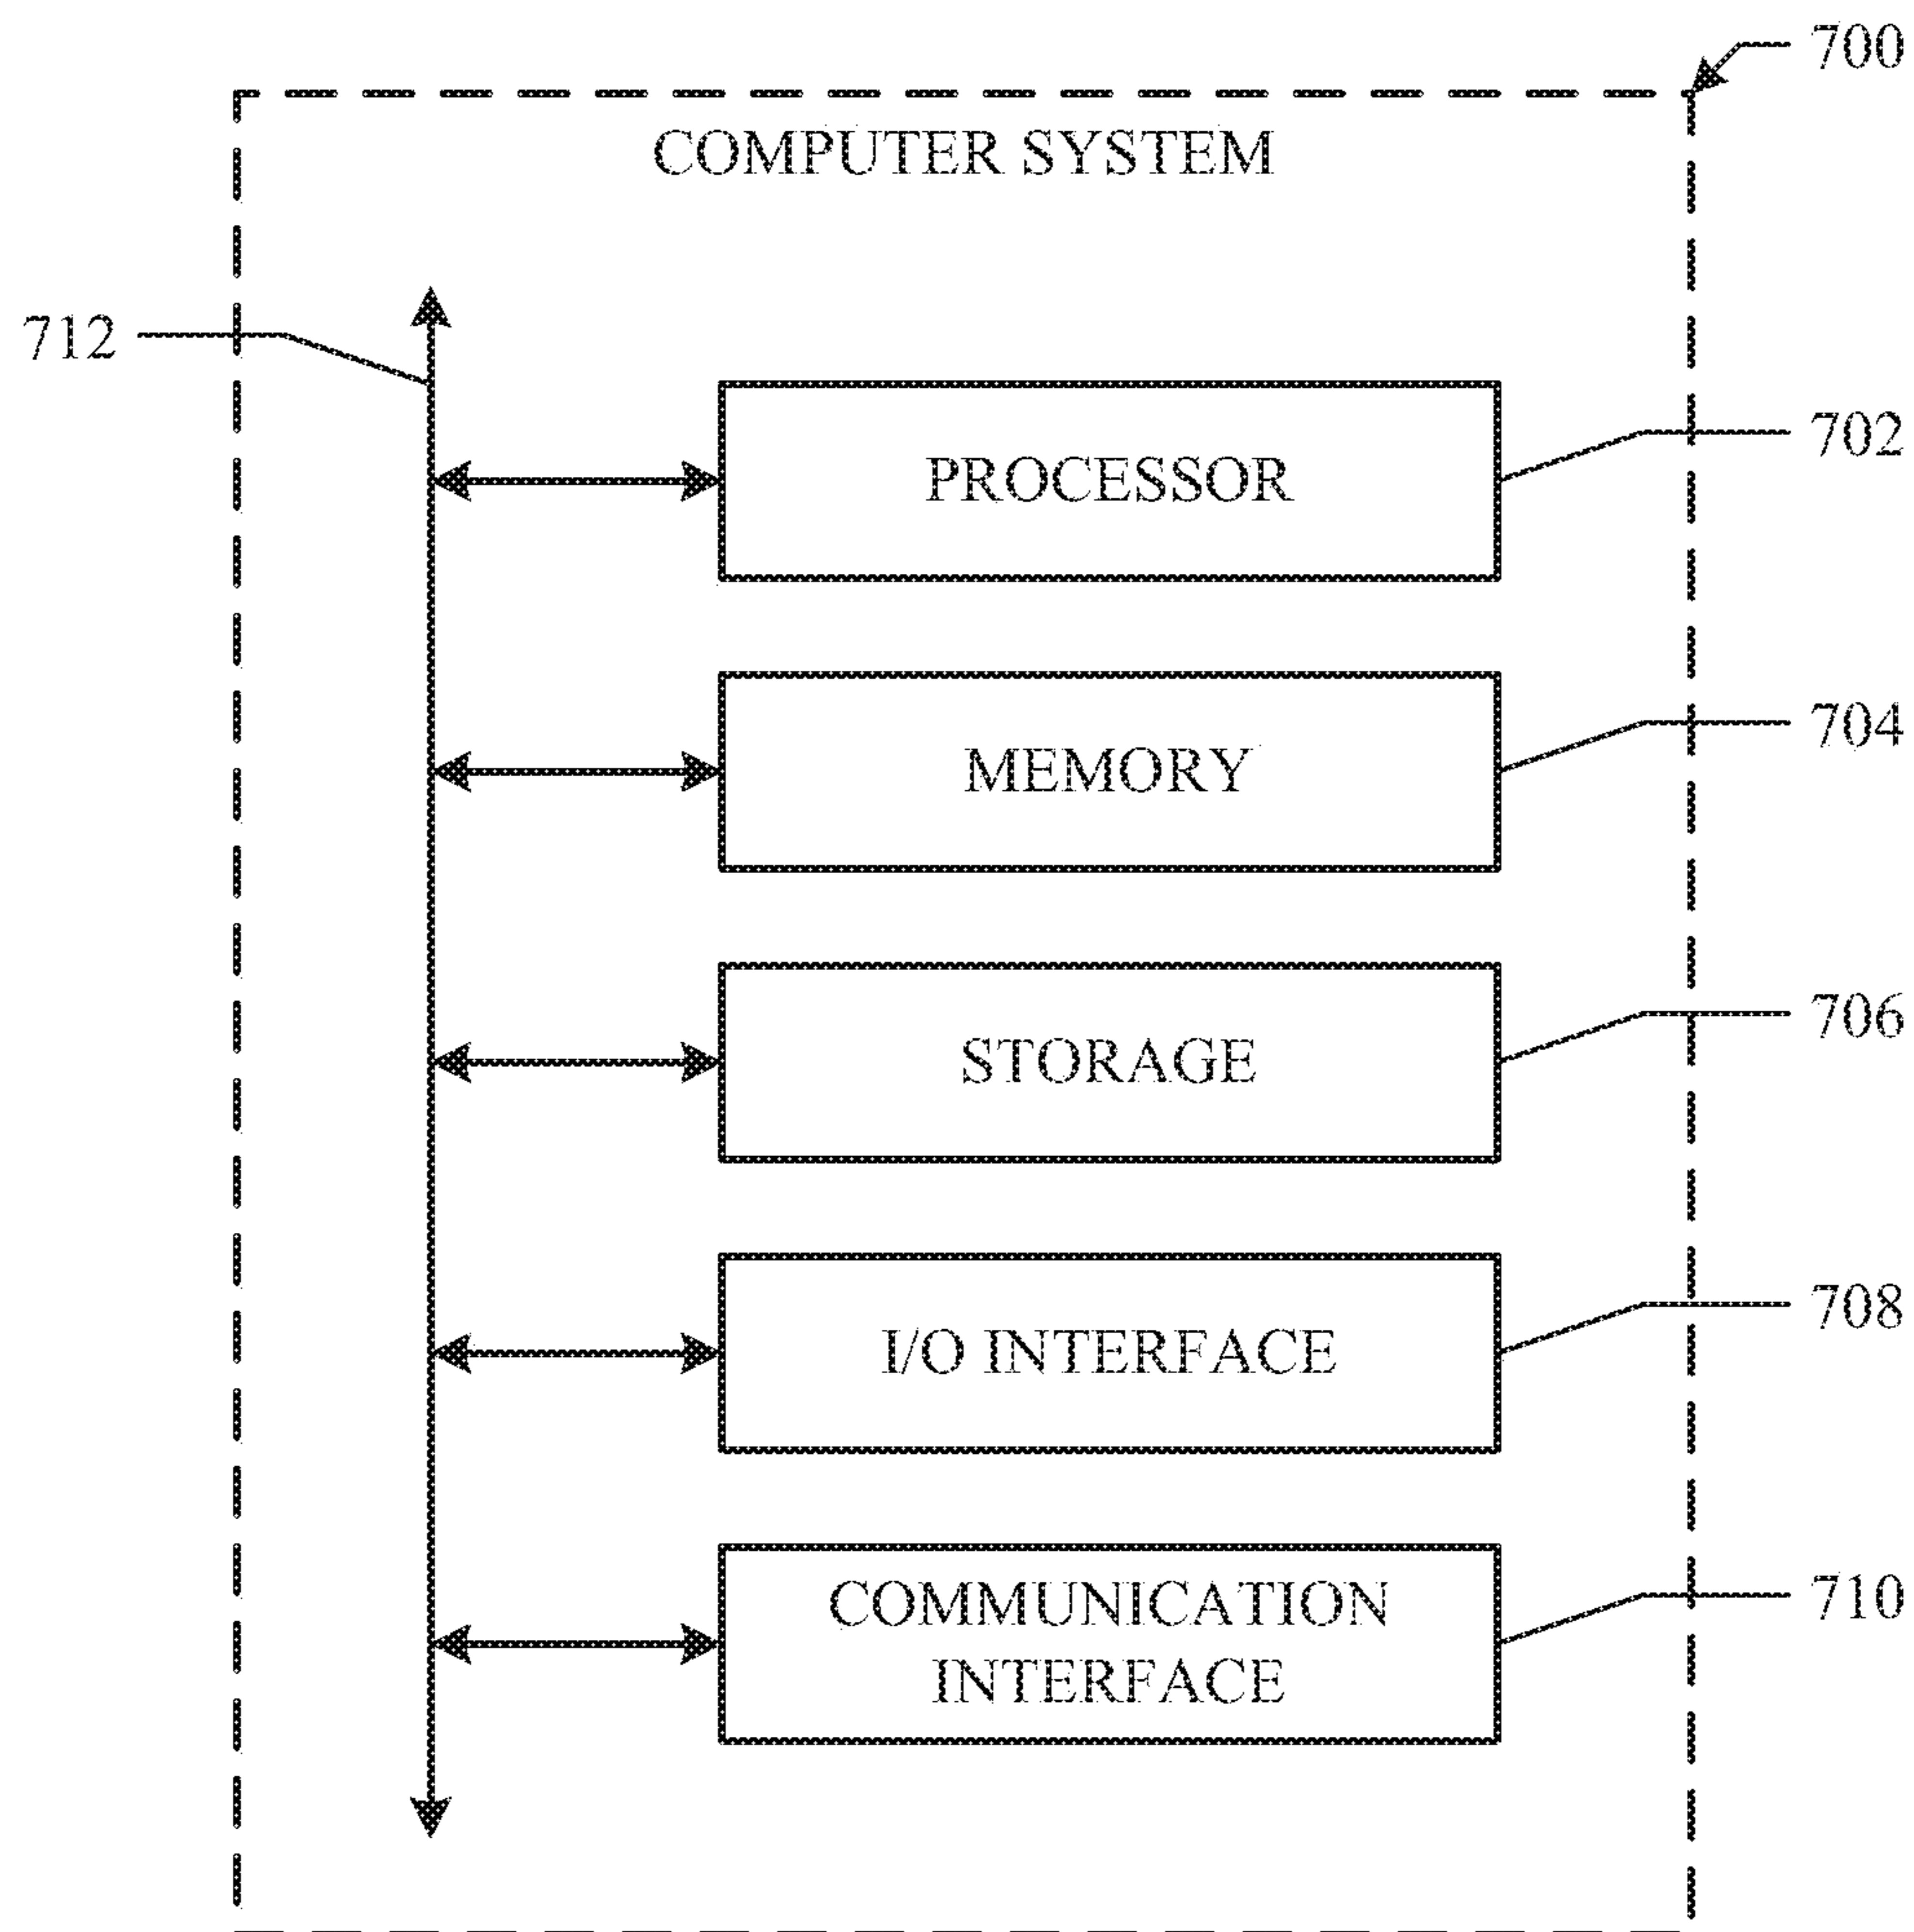 700
COMPUTER SYSTEM
712
702
PROCESSOR
704
MEMORY
706
STORAGE
708
I/O INTERFACE
710
COMMUNICATION
INTERFACE